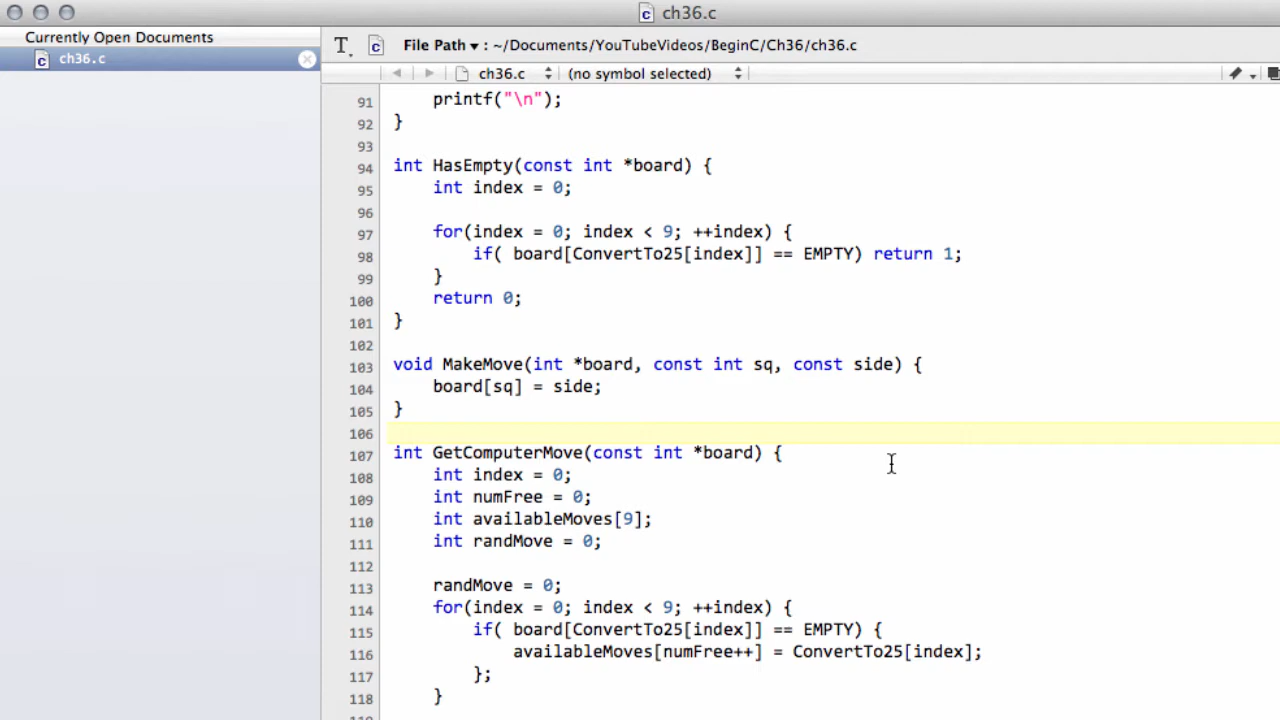 ch36.c
Currently Open Documents
ch36.c
T. File Path ▾ : ~/Documents/YouTubeVideos/BeginC/Ch36/ch36.c
ch36.c (no symbol selected)
91 printf("\n");
92 }
93
94 int HasEmpty(const int *board) {
95 int index = 0;
96
97 for(index = 0; index < 9; ++index) {
98 if( board[ConvertTo25[index]] == EMPTY) return 1;
99 }
100 return 0;
101 }
102
103 void MakeMove(int *board, const int sq, const side) {
104 board[sq] = side;
105 }
106
107 int GetComputerMove(const int *board) {
108 int index = 0;
109 int numFree = 0;
110 int availableMoves[9];
111 int randMove = 0;
112
113 randMove = 0;
114 for(index = 0; index < 9; ++index) {
115 if( board[ConvertTo25[index]] == EMPTY) {
116 availableMoves[numFree++] = ConvertTo25[index];
117 };
118 }